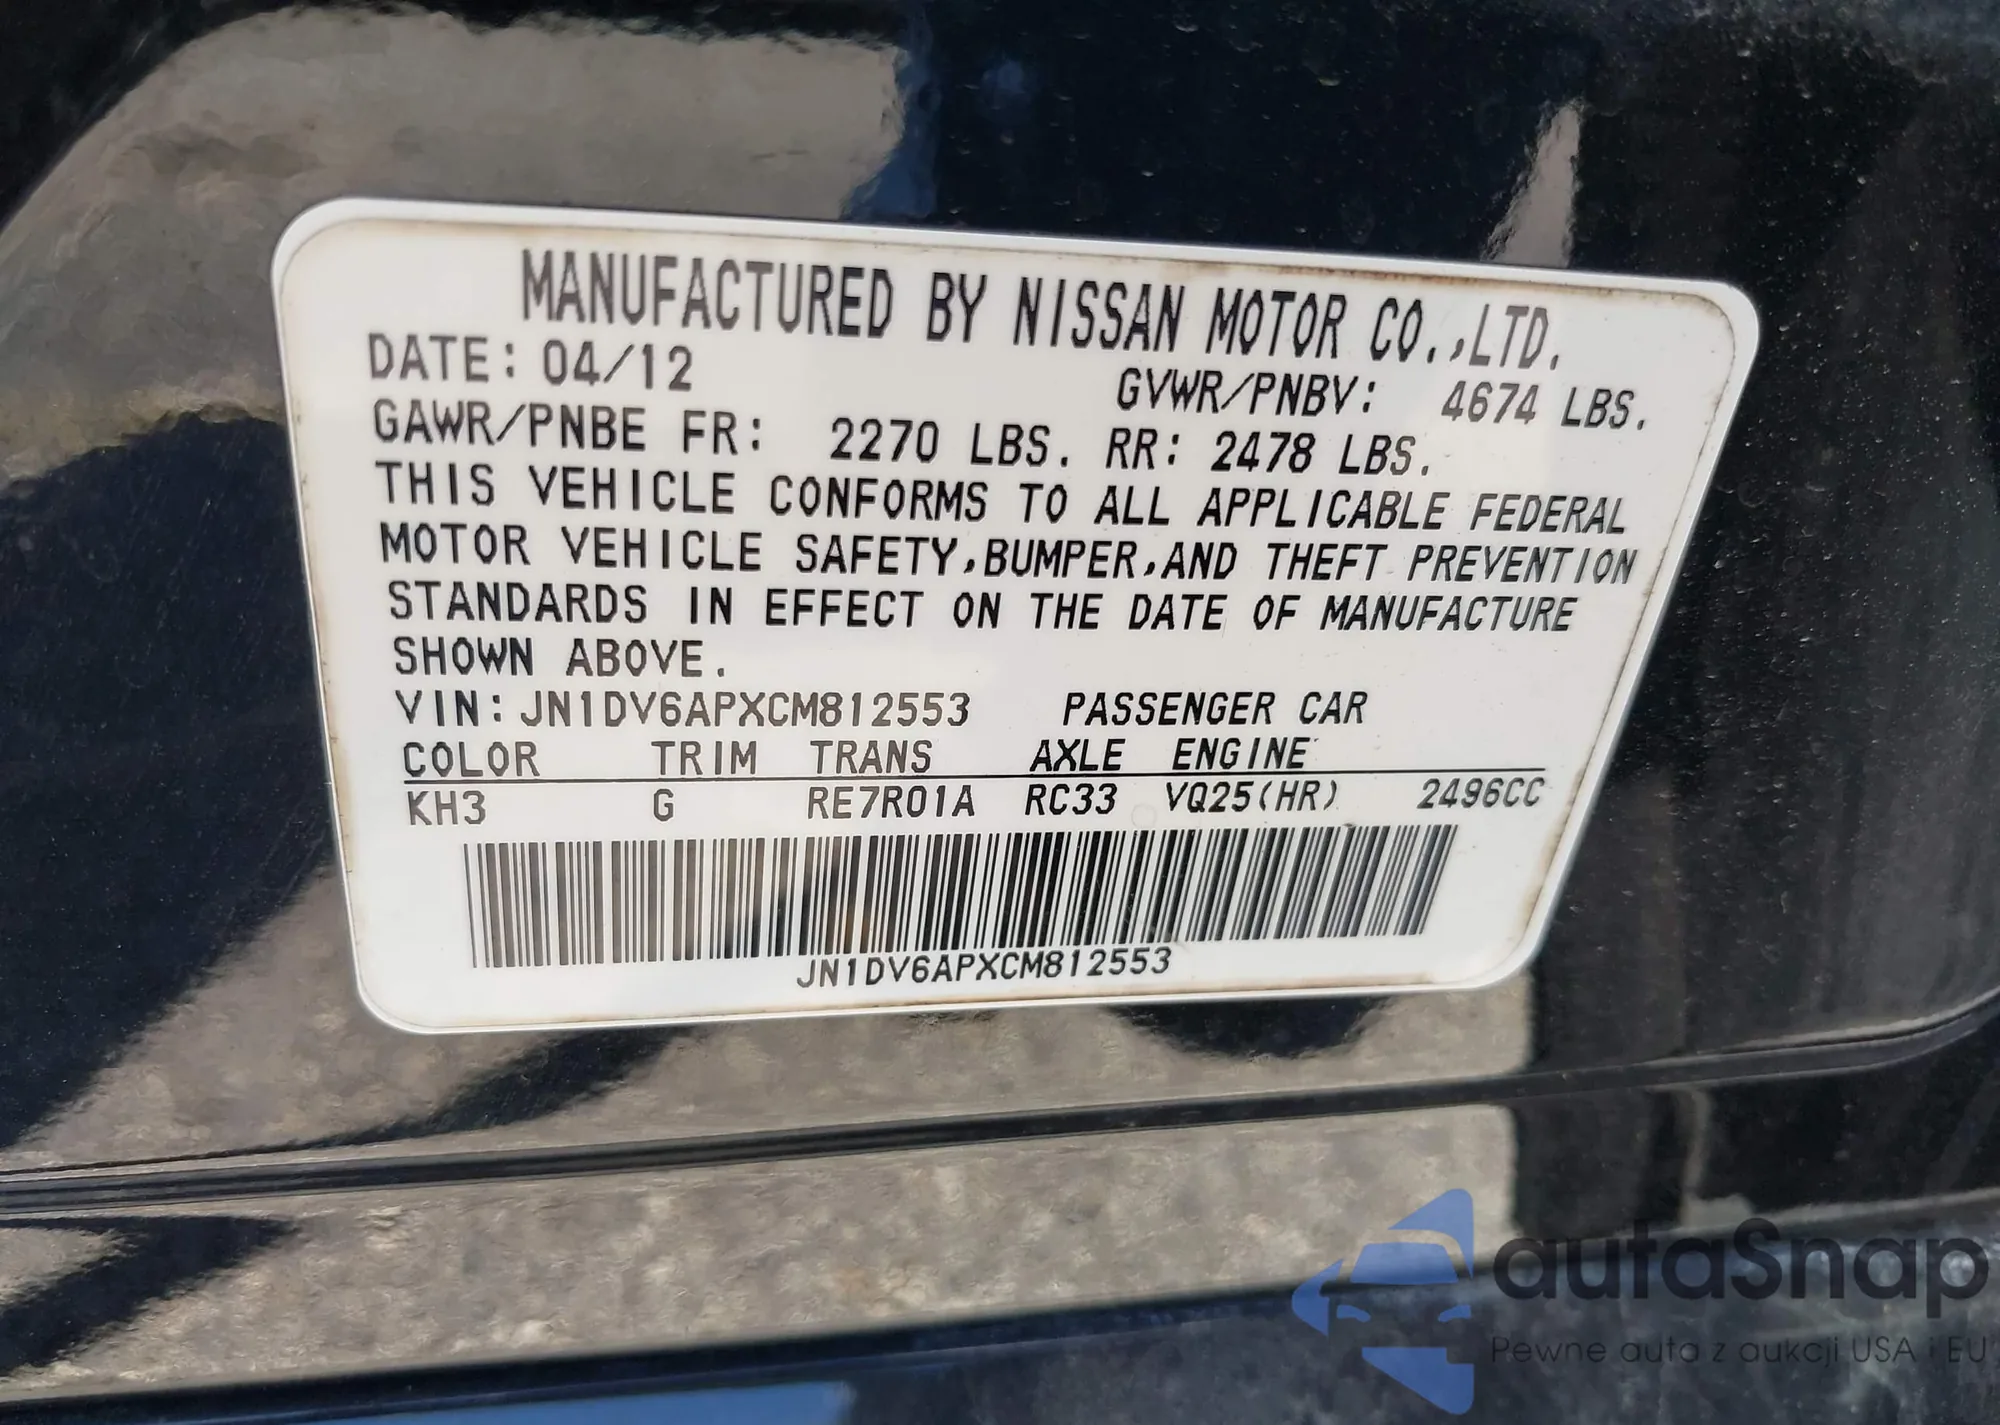 MANUFACTURED BY NISSAN MOTOR CO.,LTD.
DATE: 04/12 GVWR/PNBV: 4674 LBS.
GAWR/PNBE FR: 2270 LBS. RR: 2478 LBS.
THIS VEHICLE CONFORMS TO ALL APPLICABLE FEDERAL
MOTOR VEHICLE SAFETY,BUMPER,AND THEFT PREVENTION
STANDARDS IN EFFECT ON THE DATE OF MANUFACTURE
SHOWN ABOVE.
VIN:JN1DV6APXCM812553 PASSENGER CAR
COLOR TRIM TRANS AXLE ENGINE
KH3 G RE7R01A RC33 VQ25(HR) 2496CC
JN1DV6APXCM812553
autaSnap
Pewne auta z aukcji USA i EU